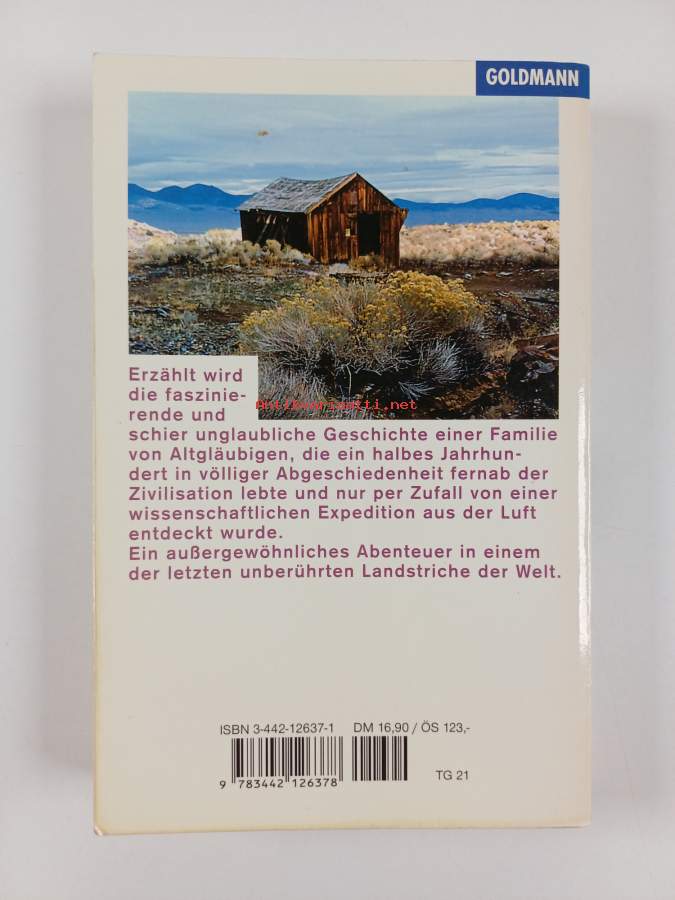 GOLDMANN
Erzählt wird
die faszinie-
rende und
Antikvariaatti.net
schier unglaubliche Geschichte einer Familie
von Altgläubigen, die ein halbes Jahrhun-
dert in völliger Abgeschiedenheit fernab der
Zivilisation lebte und nur per Zufall von einer
wissenschaftlichen Expedition aus der Luft
entdeckt wurde.
Ein außergewöhnliches Abenteuer in einem
der letzten unberührten Landstriche der Welt.
ISBN 3-442-12637-1 DM 16,90 / ÖS 123,-
9 783442 126378
TG 21